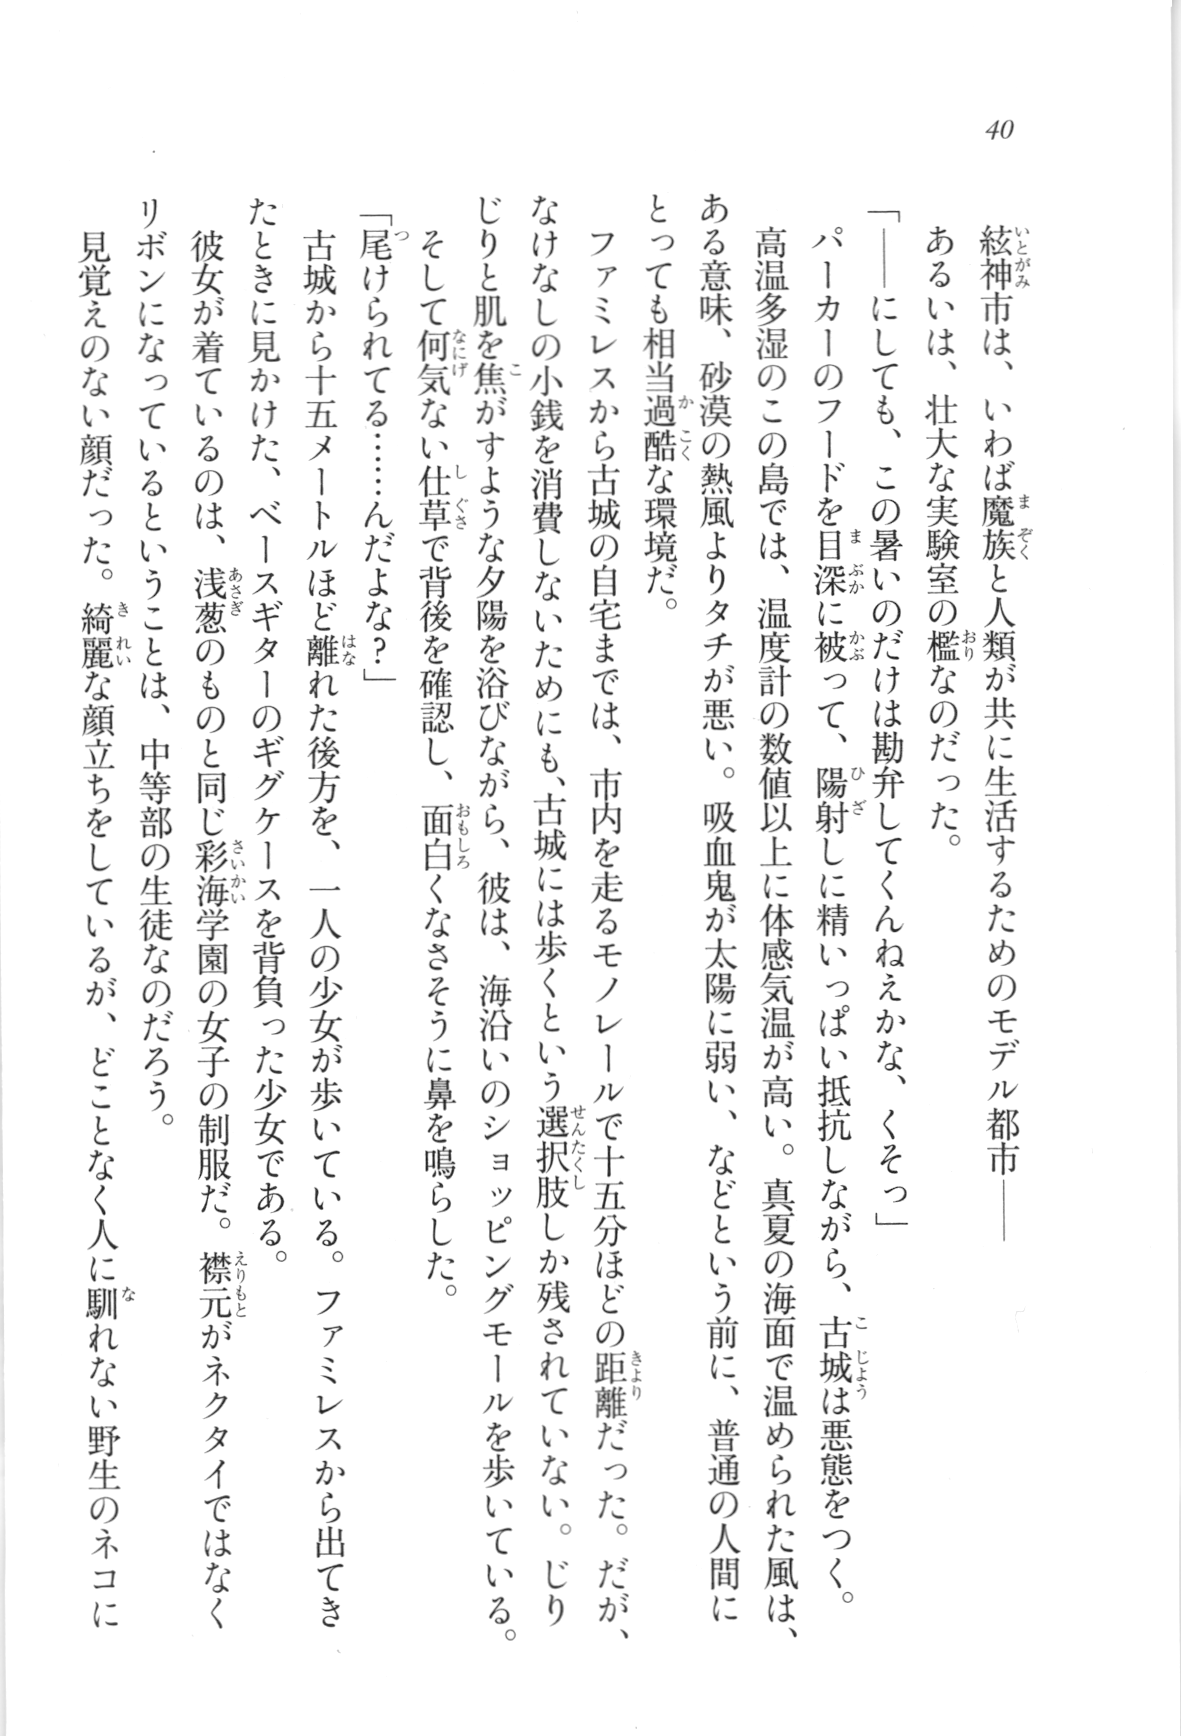 40
絃神市は、いわば魔族と人類が共に生活するためのモデル都市――
あるいは、壮大な実験室の檻なのだった。
「――にしても、この暑いのだけは勘弁してくんねえかな、くそっ」
パーカーのフードを目深に被って、陽射しに精いっぱい抵抗しながら、古城は悪態をつく。
高温多湿のこの島では、温度計の数値以上に体感気温が高い。真夏の海面で温められた風は、
ある意味、砂漠の熱風よりタチが悪い。吸血鬼が太陽に弱い、などという前に、普通の人間に
とっても相当過酷な環境だ。
ファミレスから古城の自宅までは、市内を走るモノレールで十五分ほどの距離だった。だが、
なけなしの小銭を消費しないためにも、古城には歩くという選択肢しか残されていない。じり
じりと肌を焦がすような夕陽を浴びながら、彼は、海沿いのショッピングモールを歩いている。
そして何気ない仕草で背後を確認し、面白くなさそうに鼻を鳴らした。
「尾けられてる……んだよな?」
古城から十五メートルほど離れた後方を、一人の少女が歩いている。ファミレスから出てき
たときに見かけた、ベースギターのギグケースを背負った少女である。
彼女が着ているのは、浅葱のものと同じ彩海学園の女子の制服だ。襟元がネクタイではなく
リボンになっているということは、中等部の生徒なのだろう。
見覚えのない顔だった。綺麗な顔立ちをしているが、どことなく人に馴れない野生のネコに